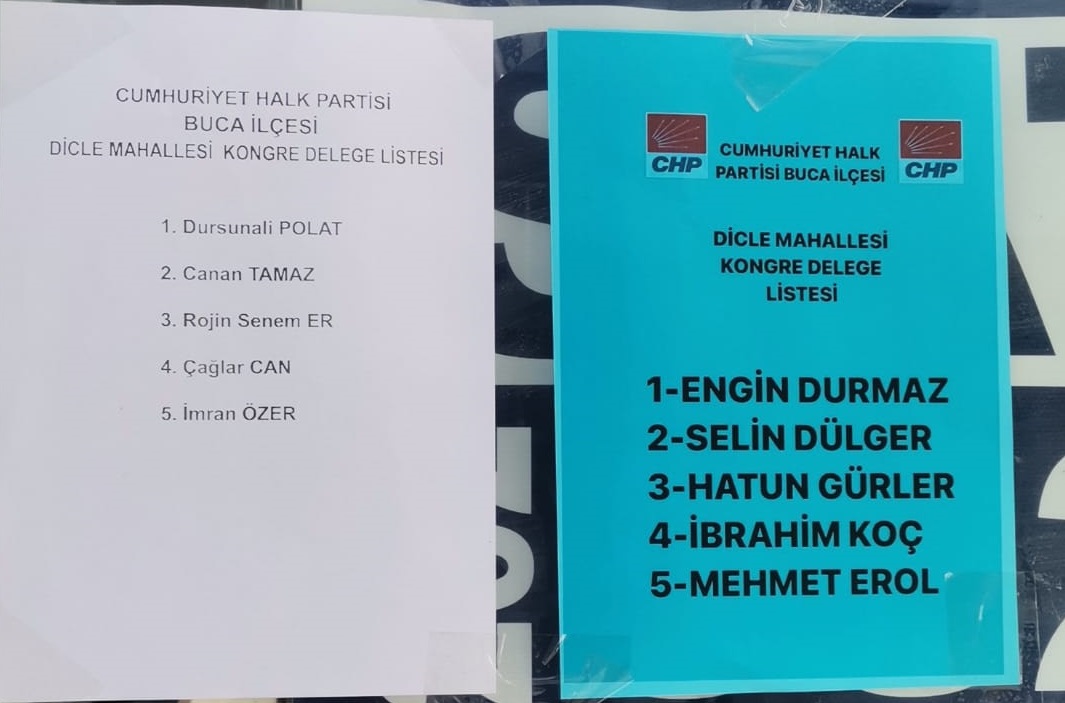 CUMHURİYET HALK PARTİSİ
BUCA İLÇESİ
DİCLE MAHALLESİ KONGRE DELEGE LİSTESİ
1. Dursunali POLAT
2. Canan TAMAZ
3. Rojin Senem ER
4. Çağlar CAN
5. İmran ÖZER
CHP
CUMHURİYET HALK
PARTİSİ BUCA İLÇESİ
CHP
DİCLE MAHALLESİ
KONGRE DELEGE
LİSTESİ
1-ENGİN DURMAZ
2-SELİN DÜLGER
3-HATUN GÜRLER
4-İBRAHİM KOÇ
5-MEHMET EROL